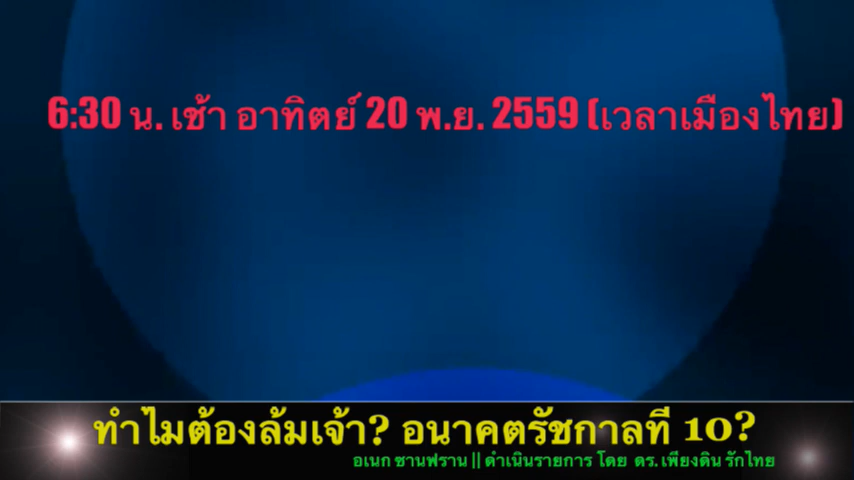 6:30 น. เช้า อาทิตย์ 20 พ.ย. 2559 (เวลาเมืองไทย)
ทำไมต้องล้มเจ้า? อนาคตรัชกาลที่ 10?
อเนก ซานฟราน || ดำเนินรายการ โดย ดร. เพียงดิน รักไทย